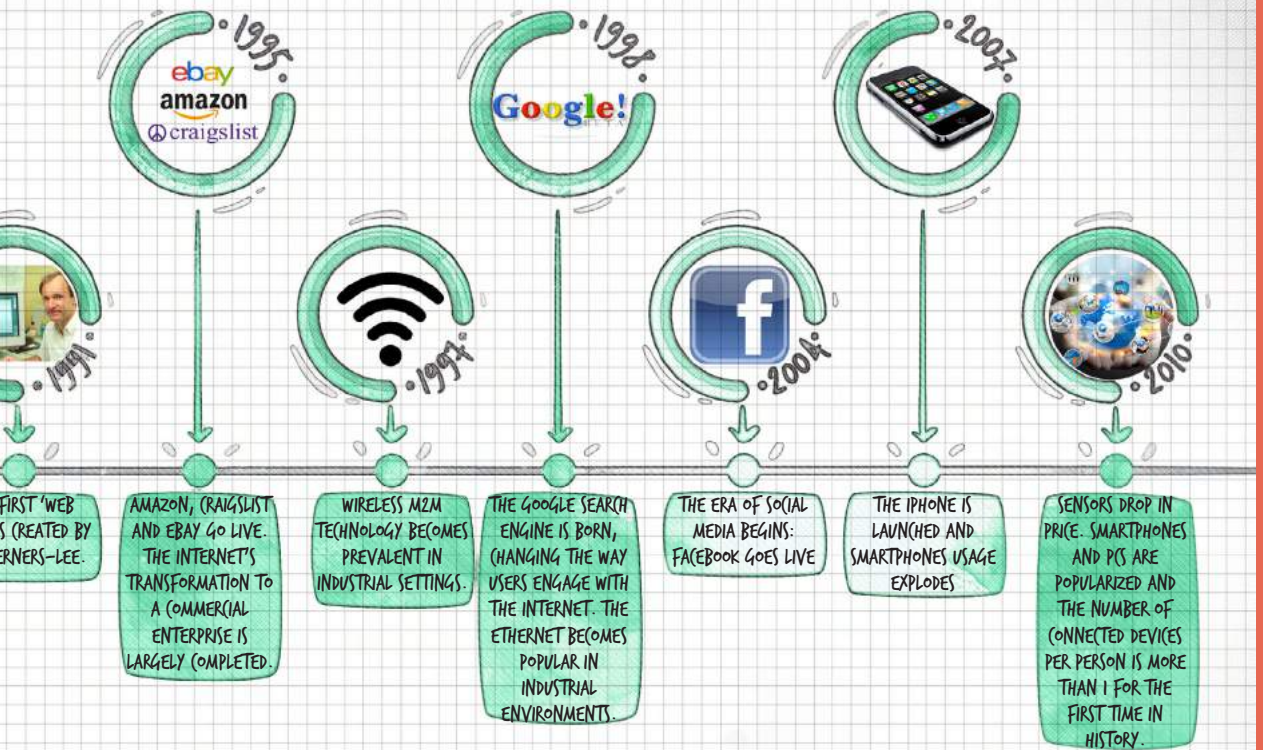 1995
ebay
amazon
craigslist
1998
Google!
2007
1991
1997
f
2004
2010
FIRST 'WEB
CREATED BY
ERNERS-LEE.
AMAZON, CRAIGSLIST
AND EBAY GO LIVE.
THE INTERNET'S
TRANSFORMATION TO
A COMMERCIAL
ENTERPRISE IS
LARGELY COMPLETED.
WIRELESS M2M
TECHNOLOGY BECOMES
PREVALENT IN
INDUSTRIAL SETTINGS.
THE GOOGLE SEARCH
ENGINE IS BORN,
CHANGING THE WAY
USERS ENGAGE WITH
THE INTERNET. THE
ETHERNET BECOMES
POPULAR IN
INDUSTRIAL
ENVIRONMENTS.
THE ERA OF SOCIAL
MEDIA BEGINS:
FACEBOOK GOES LIVE
THE IPHONE IS
LAUNCHED AND
SMARTPHONES USAGE
EXPLODES
SENSORS DROP IN
PRICE. SMARTPHONES
AND PCS ARE
POPULARIZED AND
THE NUMBER OF
CONNECTED DEVICES
PER PERSON IS MORE
THAN 1 FOR THE
FIRST TIME IN
HISTORY.